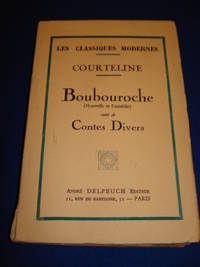 LES CLASSIQUES MODERNES
COURTELINE
Boubouroche
(Nouvelle et Comédie)
suivi de
Contes Divers
ANDRÉ DELPEUCH EDITEUR
51, RUE DE BABYLONE, 51 — PARIS